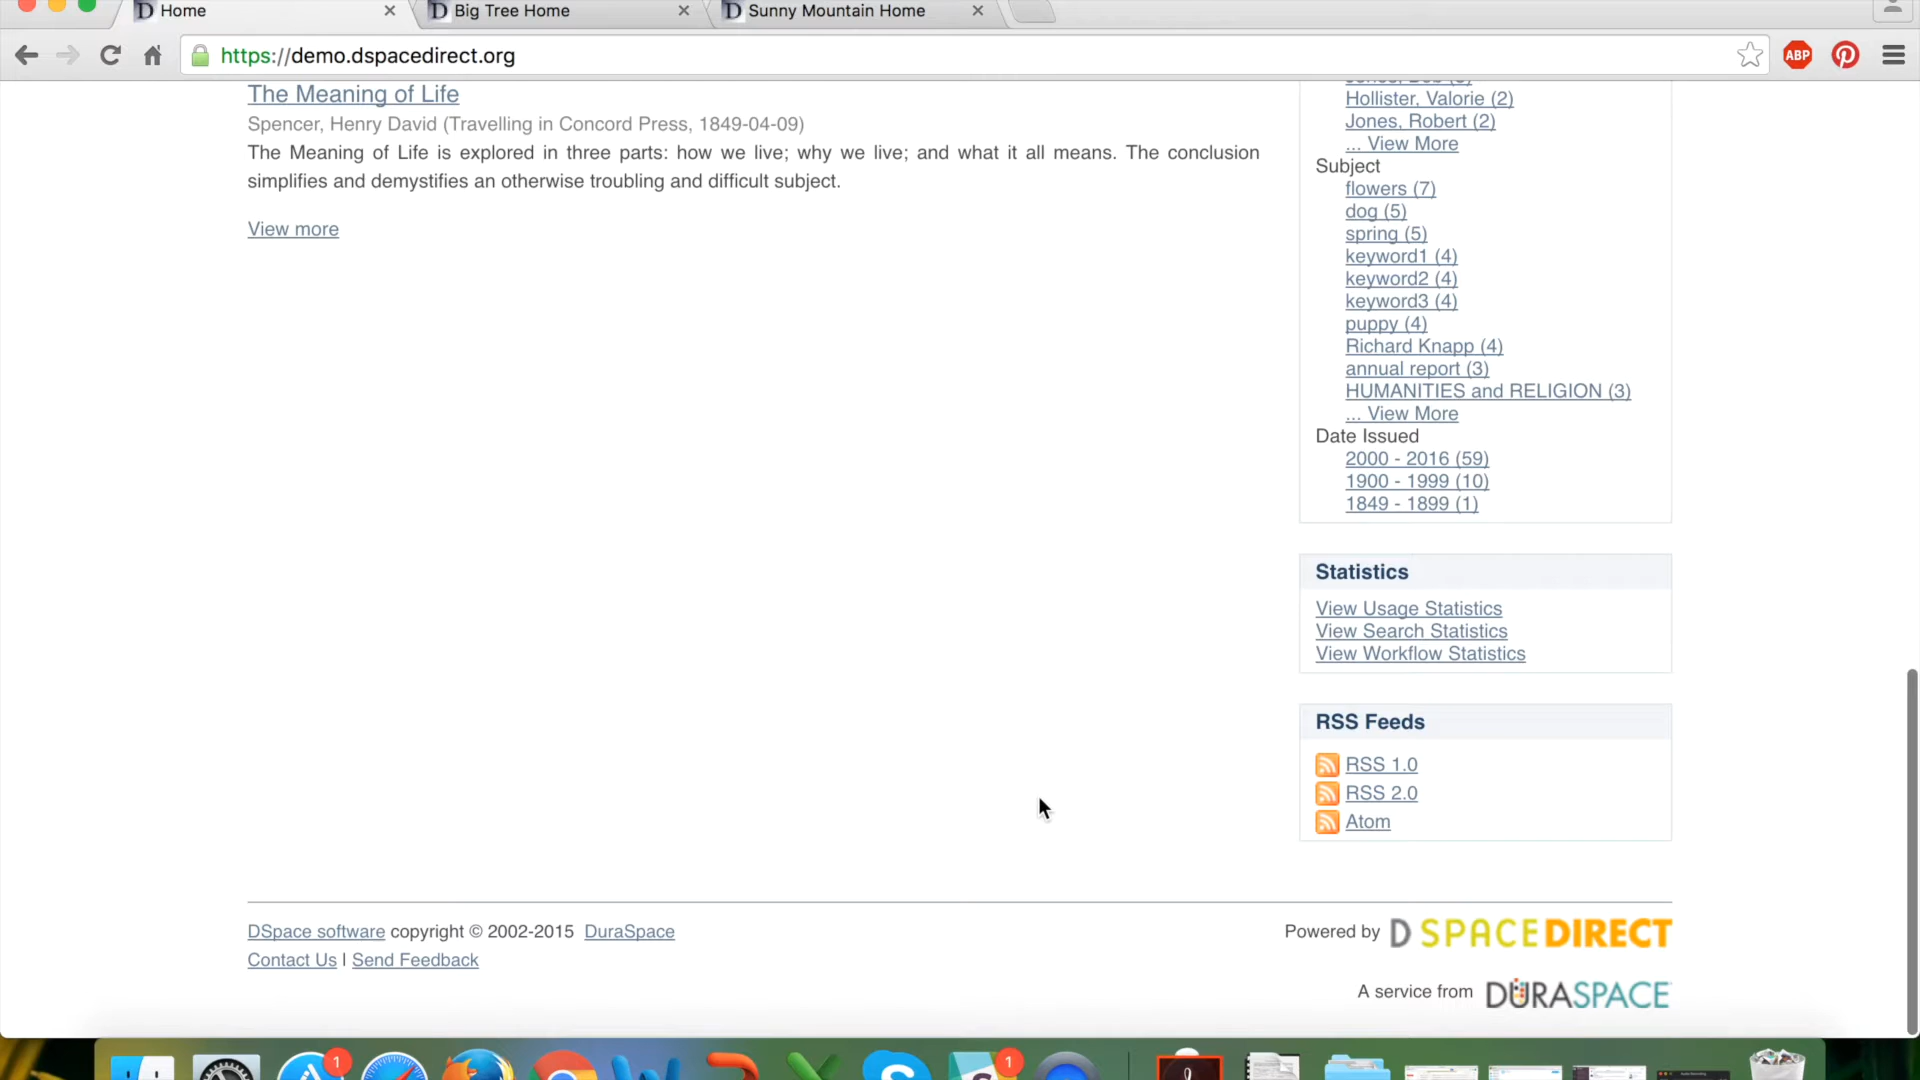 Home
Big Tree Home
Sunny Mountain Home
https://demo.dspacedirect.org
ABP
The Meaning of Life
Spencer, Henry David (Travelling in Concord Press, 1849-04-09)
The Meaning of Life is explored in three parts: how we live; why we live; and what it all means. The conclusion
simplifies and demystifies an otherwise troubling and difficult subject.
View more
Hollister, Valorie (2)
Jones, Robert (2)
... View More
Subject
flowers (7)
dog (5)
spring (5)
keyword1 (4)
keyword2 (4)
keyword3 (4)
puppy (4)
Richard Knapp (4)
annual report (3)
HUMANITIES and RELIGION (3)
... View More
Date Issued
2000 - 2016 (59)
1900 - 1999 (10)
1849 - 1899 (1)
Statistics
View Usage Statistics
View Search Statistics
View Workflow Statistics
RSS Feeds
RSS 1.0
RSS 2.0
Atom
DSpace software copyright © 2002-2015 DuraSpace
Contact Us | Send Feedback
Powered by DSPACEDIRECT
A service from DURASPACE
1
1